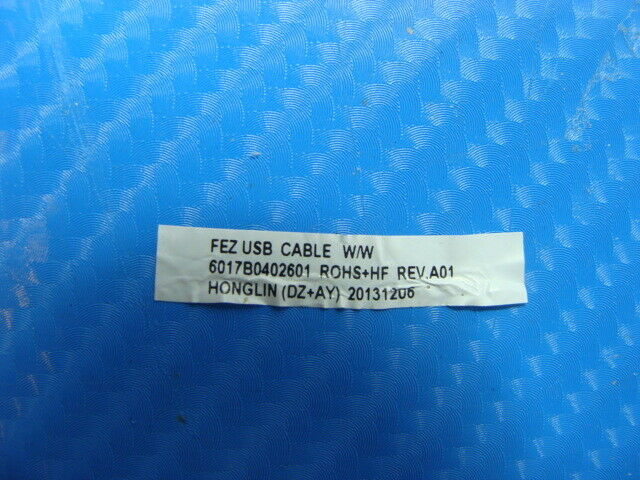 FEZ USB CABLE W/W
6017B0402601 ROHS+HF REV.A01
HONGLIN (DZ+AY) 20131206